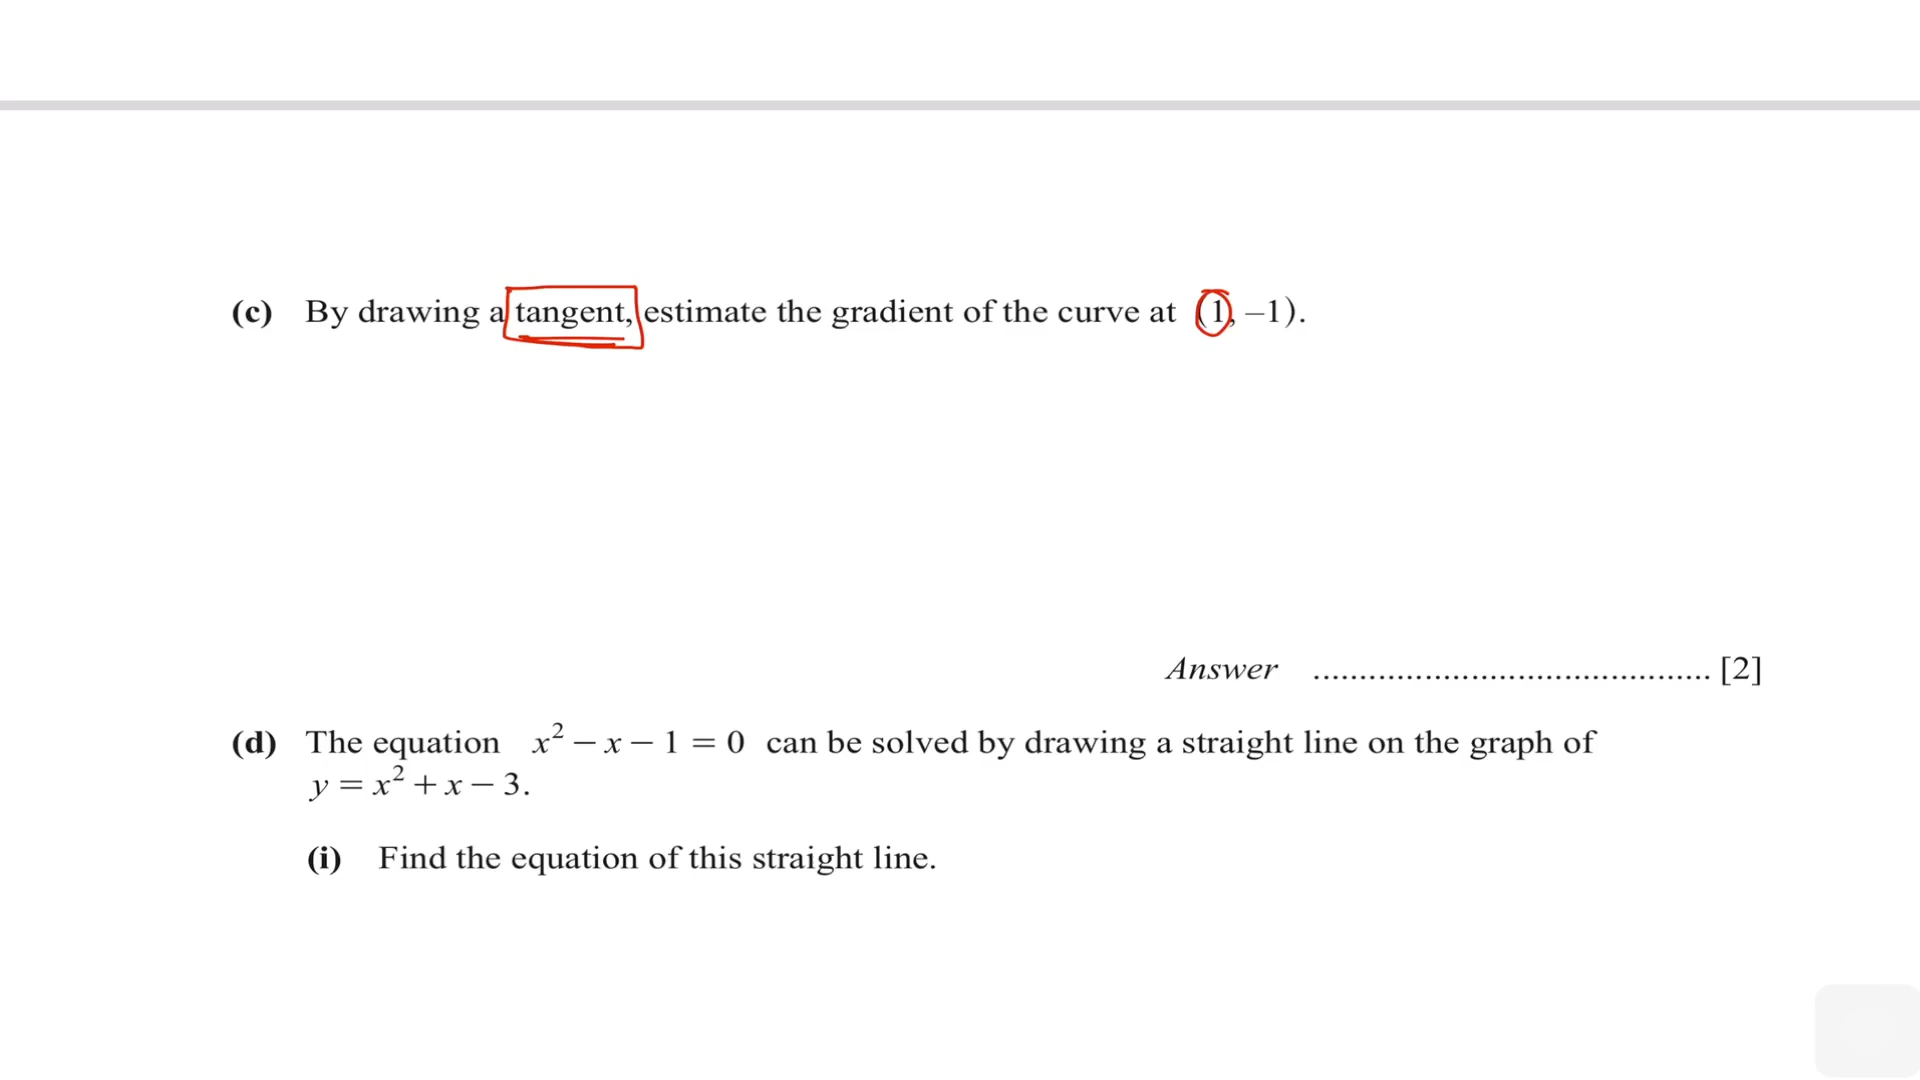 (c) By drawing a tangent, estimate the gradient of the curve at (1, –1).
Answer .......................................... [2]
(d) The equation x² – x – 1 = 0 can be solved by drawing a straight line on the graph of
y = x² + x – 3.
(i) Find the equation of this straight line.